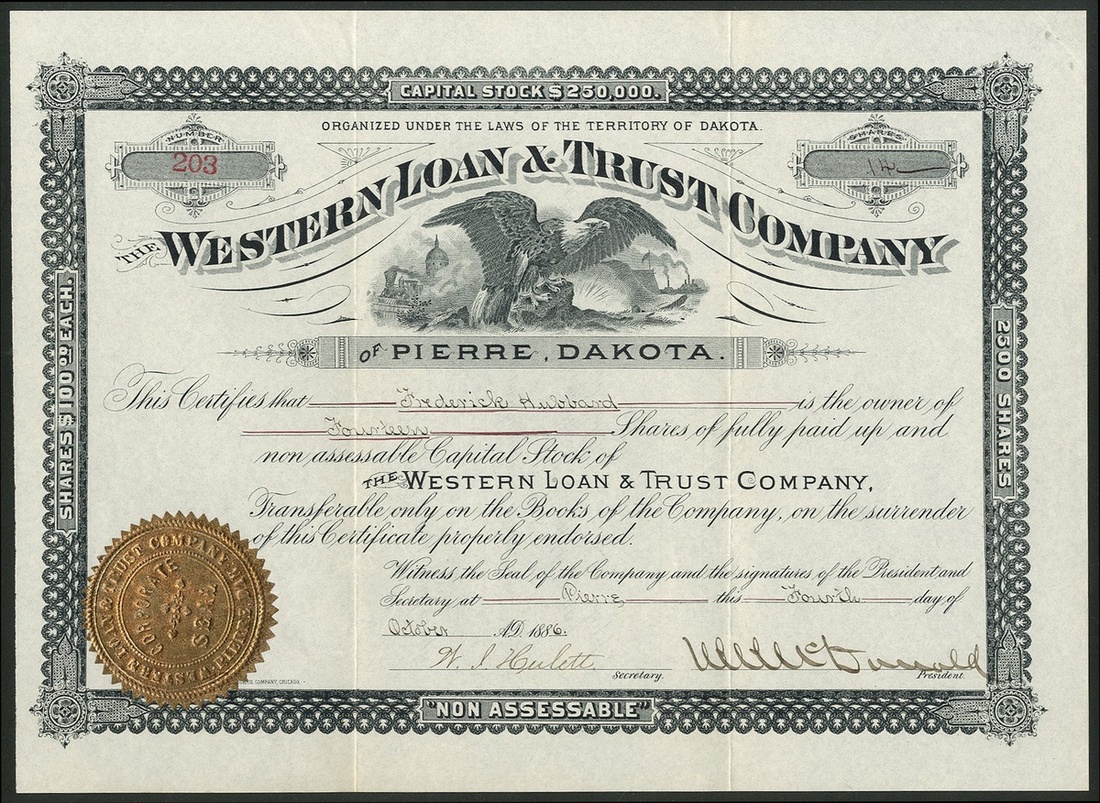 CAPITAL STOCK $250,000.
ORGANIZED UNDER THE LAWS OF THE TERRITORY OF DAKOTA.
NUMBER
203
SHARES
14
THE WESTERN LOAN & TRUST COMPANY
OF PIERRE, DAKOTA.
SHARES $100 00 EACH.
2500 SHARES
This Certifies that Frederick Hubbard is the owner of
Fourteen Shares of fully paid up and
non assessable Capital Stock of
THE WESTERN LOAN & TRUST COMPANY,
Transferable only on the Books of the Company, on the surrender
of this Certificate properly endorsed.
Witness the Seal of the Company and the signatures of the President and
Secretary at Pierre this Fourth day of
October A.D. 1886.
W. J. Hulett
Secretary.
President.
CORPORATE
SEAL
COMPANY, CHICAGO.
"NON ASSESSABLE"